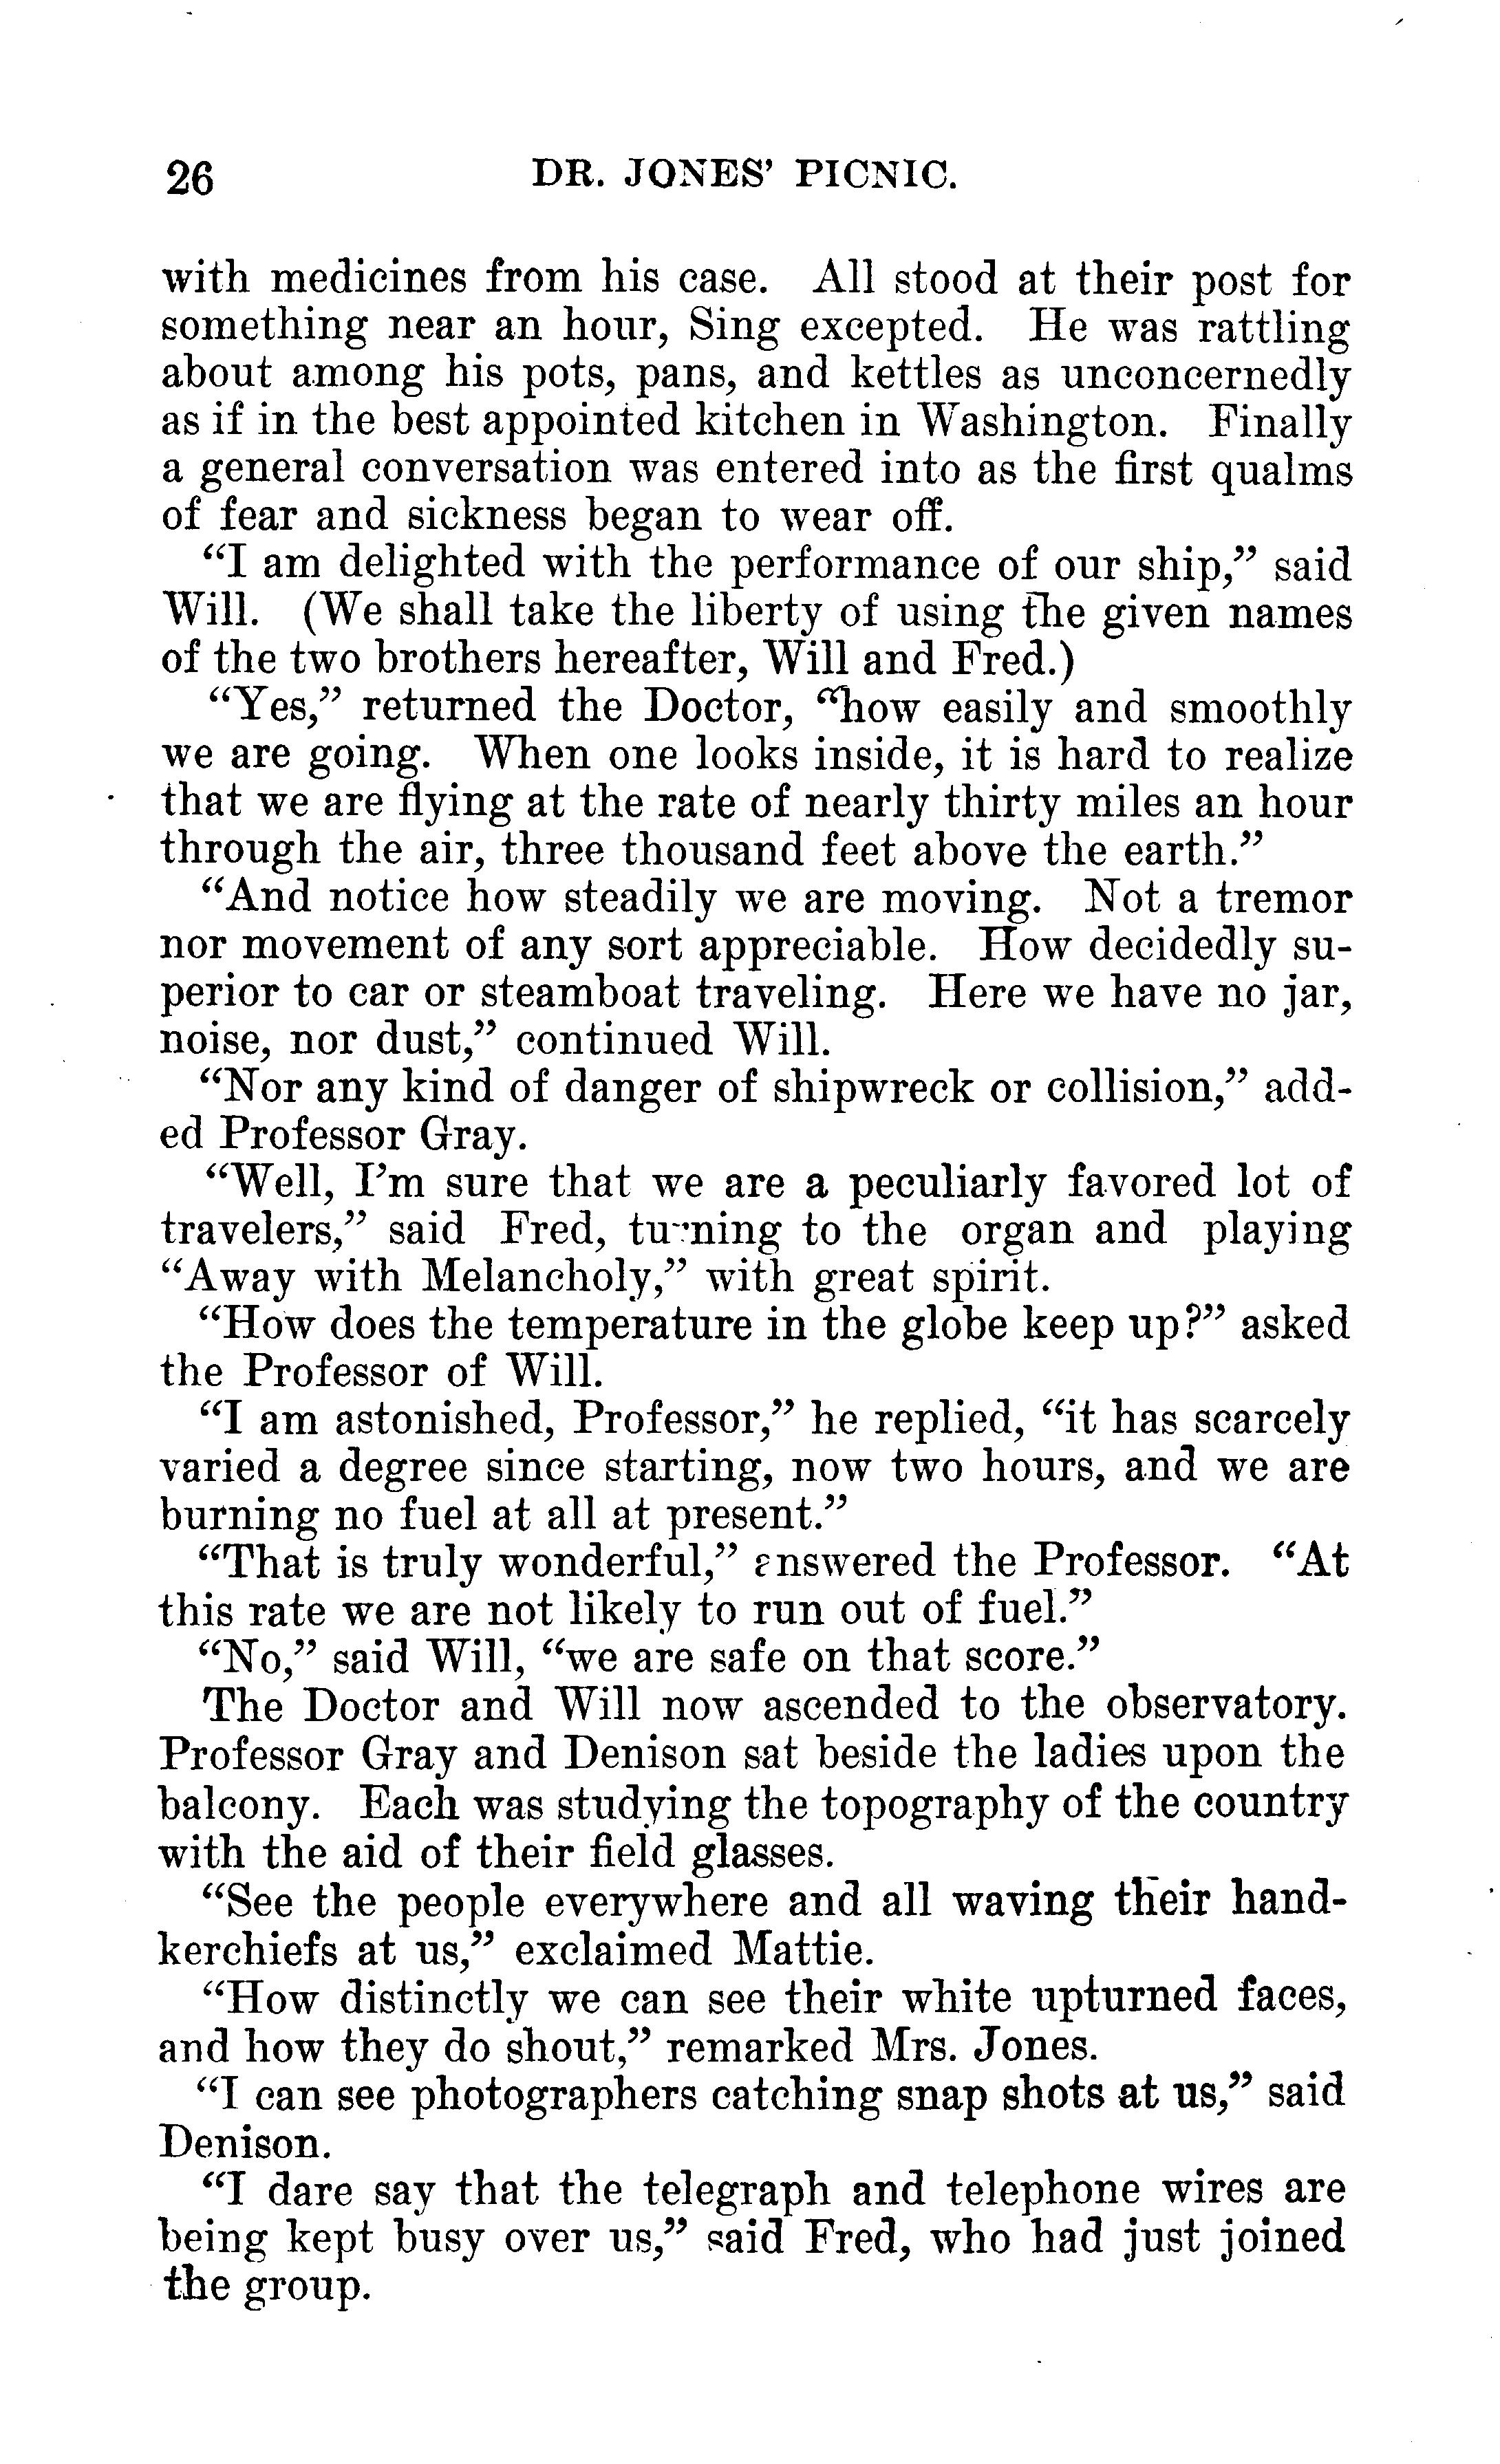 26 DR. JONES' PICNIC.
with medicines from his case. All stood at their post for
something near an hour, Sing excepted. He was rattling
about among his pots, pans, and kettles as unconcernedly
as if in the best appointed kitchen in Washington. Finally
a general conversation was entered into as the first qualms
of fear and sickness began to wear off.
“I am delighted with the performance of our ship,” said
Will. (We shall take the liberty of using the given names
of the two brothers hereafter, Will and Fred.)
“Yes,” returned the Doctor, “how easily and smoothly
we are going. When one looks inside, it is hard to realize
that we are flying at the rate of nearly thirty miles an hour
through the air, three thousand feet above the earth.”
“And notice how steadily we are moving. Not a tremor
nor movement of any sort appreciable. How decidedly su-
perior to car or steamboat traveling. Here we have no jar,
noise, nor dust,” continued Will.
“Nor any kind of danger of shipwreck or collision,” add-
ed Professor Gray.
“Well, I’m sure that we are a peculiarly favored lot of
travelers,” said Fred, turning to the organ and playing
“Away with Melancholy,” with great spirit.
“How does the temperature in the globe keep up?” asked
the Professor of Will.
“I am astonished, Professor,” he replied, “it has scarcely
varied a degree since starting, now two hours, and we are
burning no fuel at all at present.”
“That is truly wonderful,” answered the Professor. “At
this rate we are not likely to run out of fuel.”
“No,” said Will, “we are safe on that score.”
The Doctor and Will now ascended to the observatory.
Professor Gray and Denison sat beside the ladies upon the
balcony. Each was studying the topography of the country
with the aid of their field glasses.
“See the people everywhere and all waving their hand-
kerchiefs at us,” exclaimed Mattie.
“How distinctly we can see their white upturned faces,
and how they do shout,” remarked Mrs. Jones.
“I can see photographers catching snap shots at us,” said
Denison.
“I dare say that the telegraph and telephone wires are
being kept busy over us,” said Fred, who had just joined
the group.